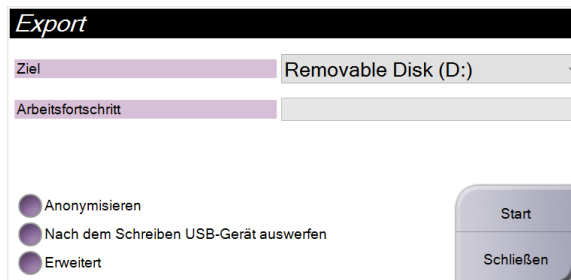 Export
Ziel
Removable Disk (D:)
Arbeitsfortschritt
Anonymisieren
Nach dem Schreiben USB-Gerät auswerfen
Erweitert
Start
Schließen